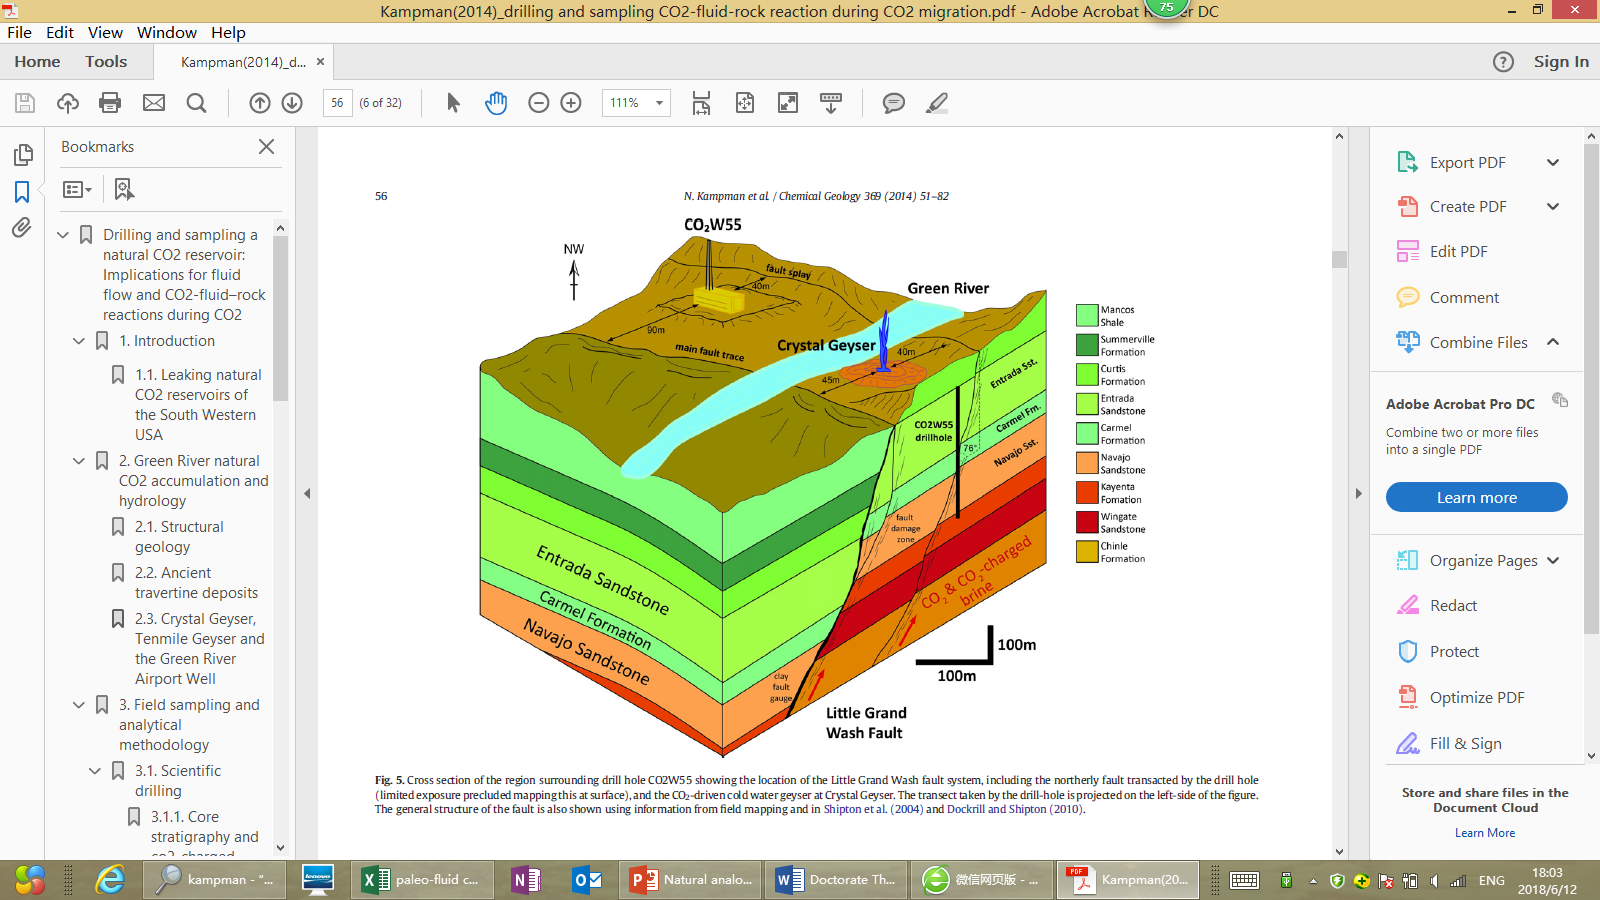 Kampman(2014)_drilling and sampling CO2-fluid-rock reaction during CO2 migration.pdf - Adobe Acrobat Reader DC
75
File Edit View Window Help
Home Tools Kampman(2014)_d... × Sign In
56 (6 of 32) 111%
Bookmarks
Drilling and sampling a
natural CO2 reservoir:
Implications for fluid
flow and CO2-fluid–rock
reactions during CO2
1. Introduction
1.1. Leaking natural
CO2 reservoirs of
the South Western
USA
2. Green River natural
CO2 accumulation and
hydrology
2.1. Structural
geology
2.2. Ancient
travertine deposits
2.3. Crystal Geyser,
Tenmile Geyser and
the Green River
Airport Well
3. Field sampling and
analytical
methodology
3.1. Scientific
drilling
3.1.1. Core
stratigraphy and
co2-charged
56
N. Kampman et al. / Chemical Geology 369 (2014) 51–82
CO₂W55
NW
fault splay
40m
90m
Green River
main fault trace
Crystal Geyser
40m
45m
Entrada Sst.
CO2W55
drillhole
Carmel Fm.
76°
Navajo Sst.
fault
damage
zone
Entrada Sandstone
Carmel Formation
Navajo Sandstone
CO₂ & CO₂-charged
brine
clay
fault
gauge
100m
100m
Little Grand
Wash Fault
Mancos
Shale
Summerville
Formation
Curtis
Formation
Entrada
Sandstone
Carmel
Formation
Navajo
Sandstone
Kayenta
Fomation
Wingate
Sandstone
Chinle
Formation
Fig. 5. Cross section of the region surrounding drill hole CO2W55 showing the location of the Little Grand Wash fault system, including the northerly fault transacted by the drill hole
(limited exposure precluded mapping this at surface), and the CO₂-driven cold water geyser at Crystal Geyser. The transect taken by the drill-hole is projected on the left-side of the figure.
The general structure of the fault is also shown using information from field mapping and in Shipton et al. (2004) and Dockrill and Shipton (2010).
Export PDF
Create PDF
Edit PDF
Comment
Combine Files
Adobe Acrobat Pro DC
Combine two or more files
into a single PDF
Learn more
Organize Pages
Redact
Protect
Optimize PDF
Fill & Sign
Store and share files in the
Document Cloud
Learn More
kampman - “... lenovo paleo-fluid c... Natural analo... Doctorate Th... 微信网页版 - ... Kampman(20... ENG
18:03
2018/6/12